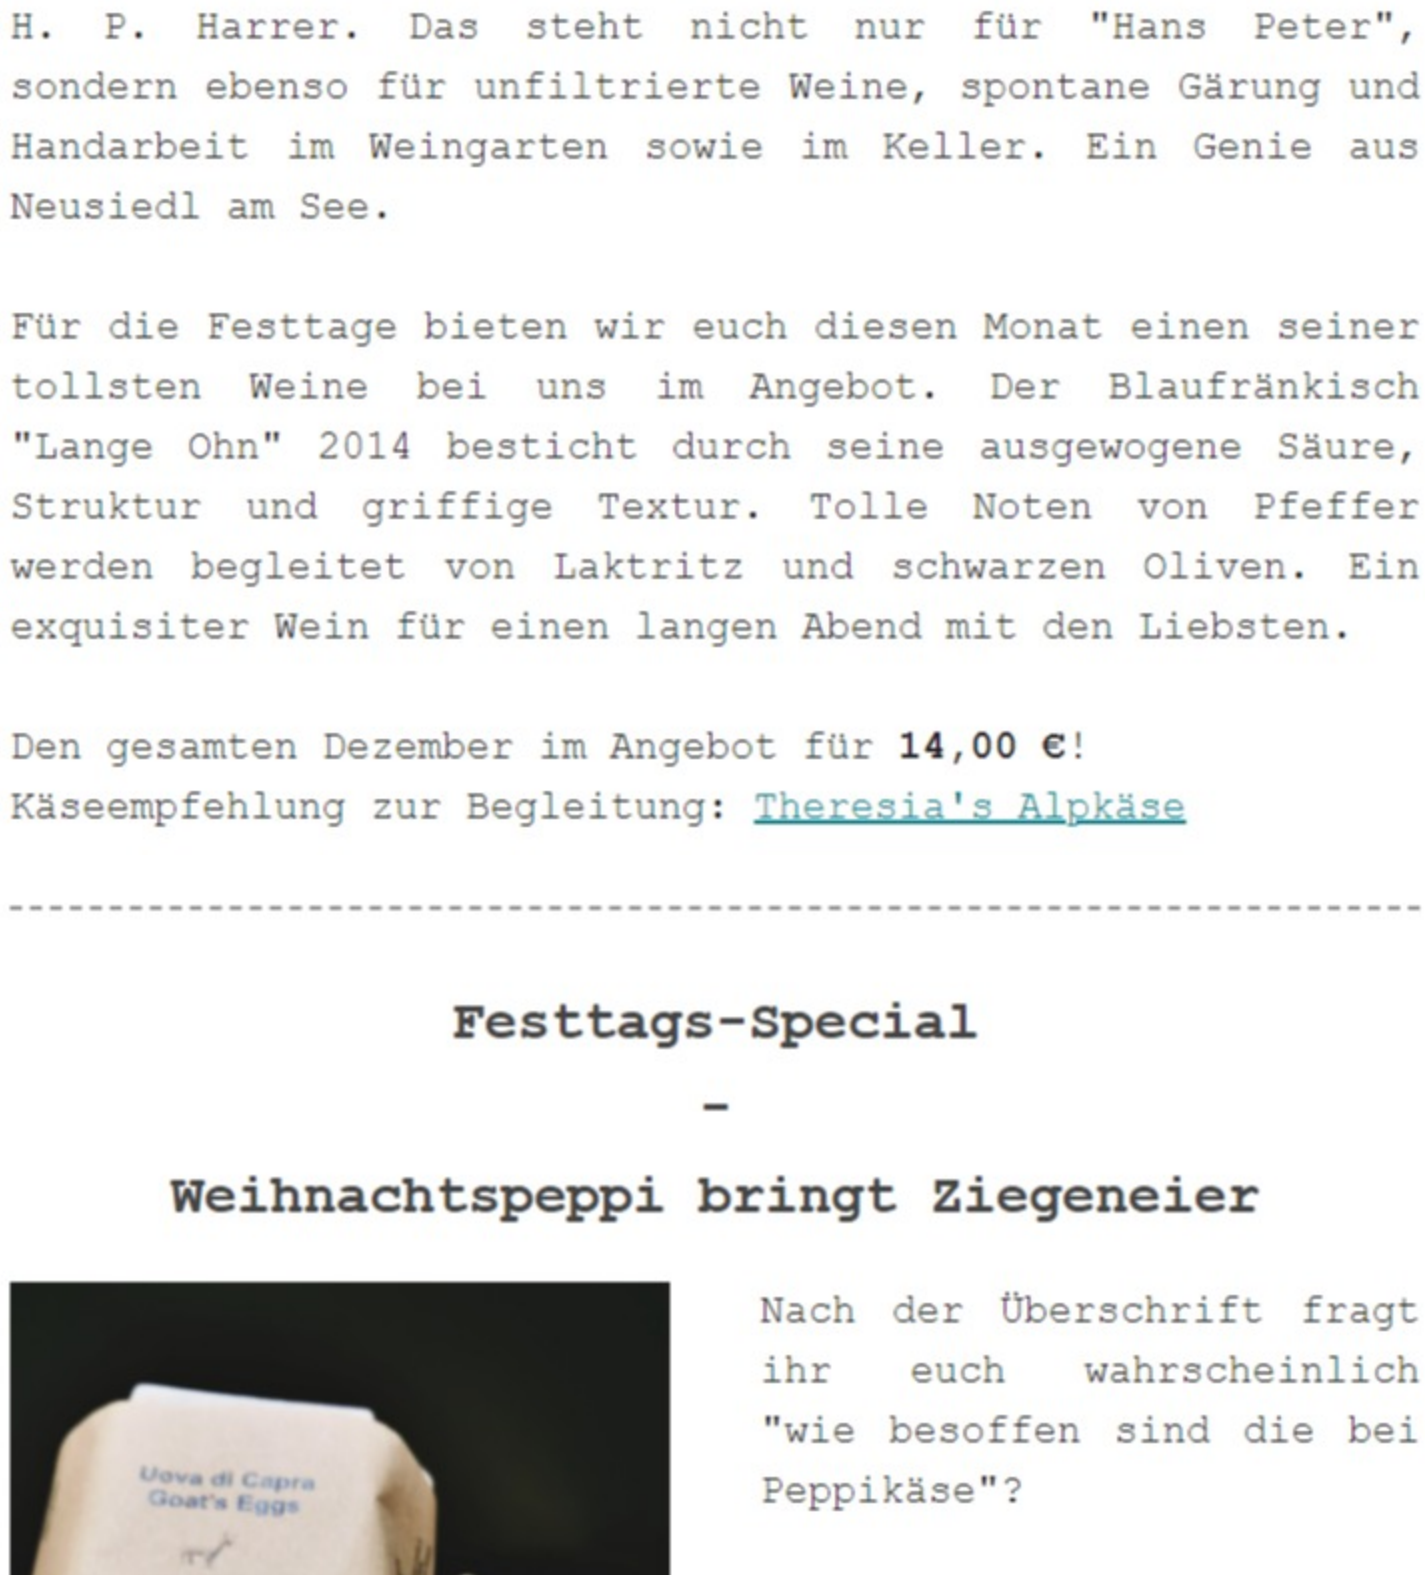 H. P. Harrer. Das steht nicht nur für "Hans Peter",
sondern ebenso für unfiltrierte Weine, spontane Gärung und
Handarbeit im Weingarten sowie im Keller. Ein Genie aus
Neusiedl am See.
Für die Festtage bieten wir euch diesen Monat einen seiner
tollsten Weine bei uns im Angebot. Der Blaufränkisch
"Lange Ohn" 2014 besticht durch seine ausgewogene Säure,
Struktur und griffige Textur. Tolle Noten von Pfeffer
werden begleitet von Laktritz und schwarzen Oliven. Ein
exquisiter Wein für einen langen Abend mit den Liebsten.
Den gesamten Dezember im Angebot für 14,00 €!
Käseempfehlung zur Begleitung: Theresia's Alpkäse
Festtags-Special
-
Weihnachtspeppi bringt Ziegeneier
Uova di Capra
Goat's Eggs
Nach der Überschrift fragt
ihr euch wahrscheinlich
"wie besoffen sind die bei
Peppikäse"?